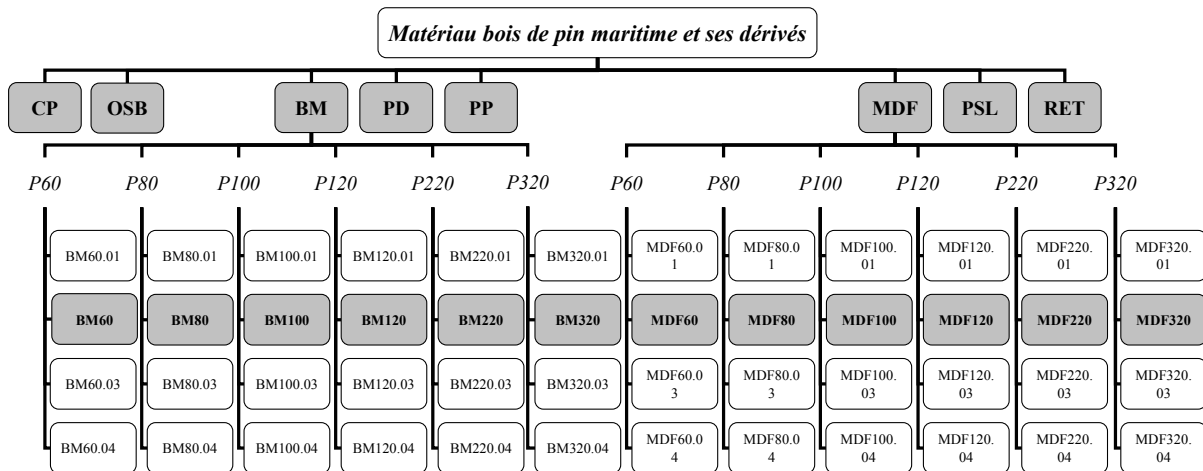 Matériau bois de pin maritime et ses dérivés
CP OSB BM PD PP MDF PSL RET
P60 P80 P100 P120 P220 P320 P60 P80 P100 P120 P220 P320
BM60.01 BM80.01 BM100.01 BM120.01 BM220.01 BM320.01 MDF60.0 MDF80.0 MDF100. MDF120. MDF220. MDF320.
1 1 01 01 01 01
BM60 BM80 BM100 BM120 BM220 BM320 MDF60 MDF80 MDF100 MDF120 MDF220 MDF320
BM60.03 BM80.03 BM100.03 BM120.03 BM220.03 BM320.03 MDF60.0 MDF80.0 MDF100. MDF120. MDF220. MDF320.
3 3 03 03 03 03
BM60.04 BM80.04 BM100.04 BM120.04 BM220.04 BM320.04 MDF60.0 MDF80.0 MDF100. MDF120. MDF220. MDF320.
4 4 04 04 04 04